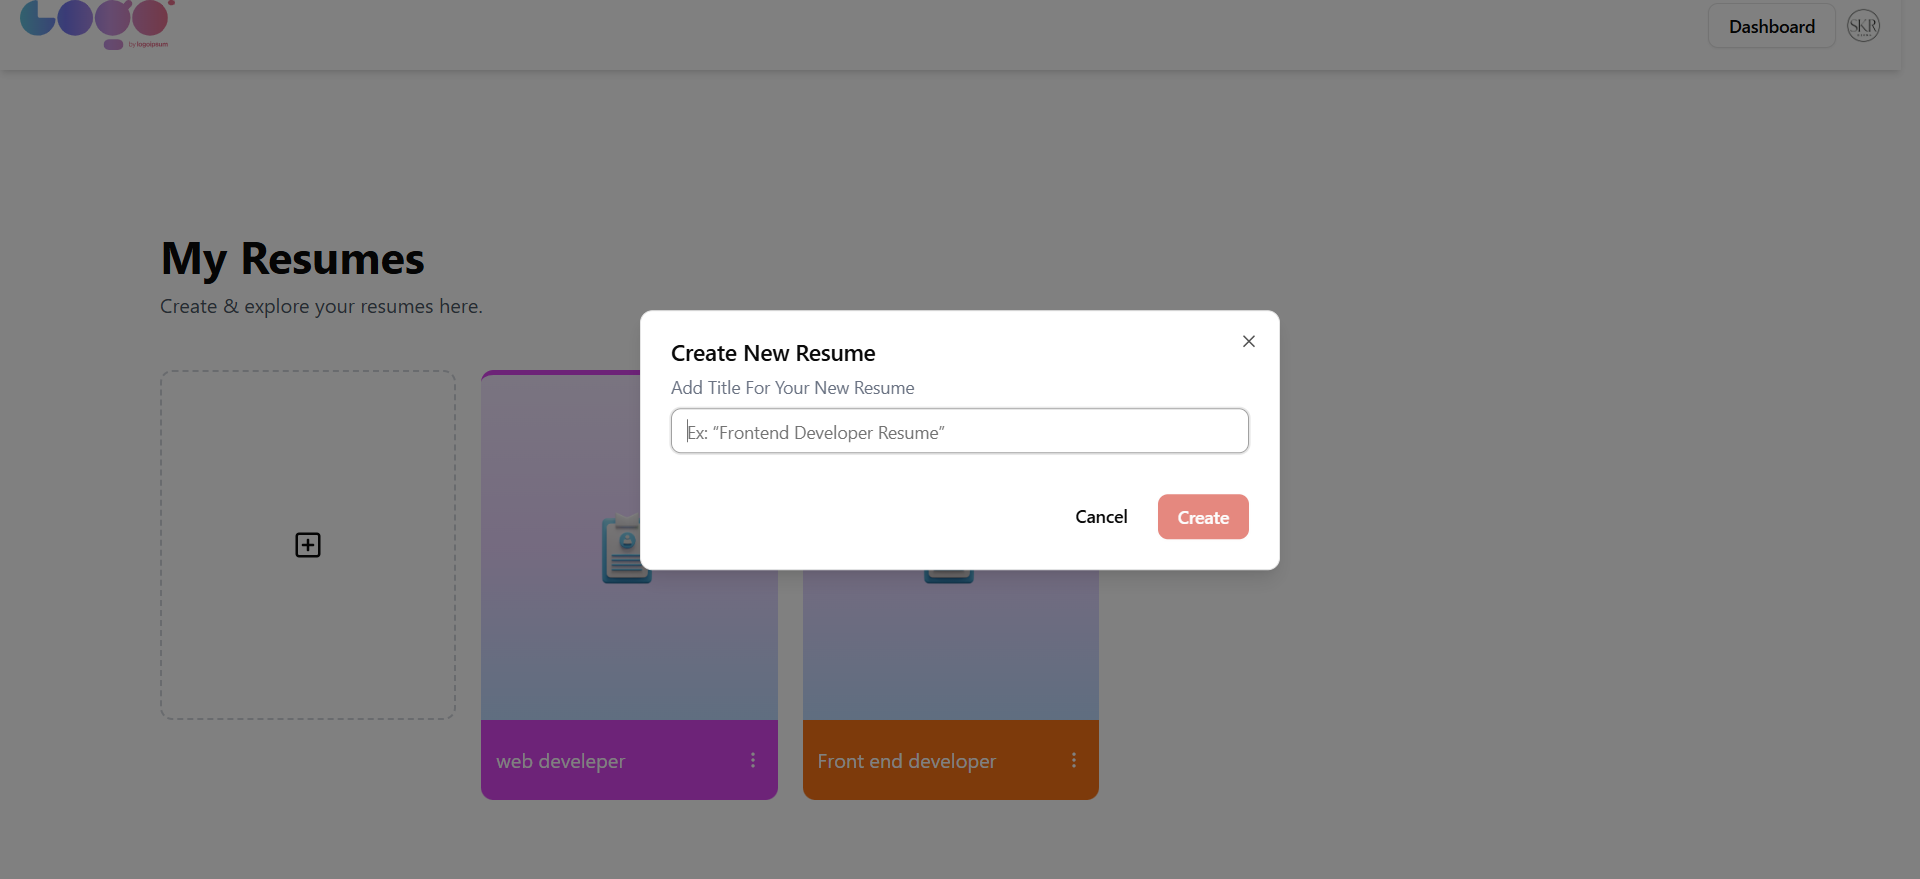 LOGO
by logoipsum
Dashboard
SKR
My Resumes
Create & explore your resumes here.
Create New Resume
Add Title For Your New Resume
Ex: “Frontend Developer Resume”
Cancel
Create
web develeper
Front end developer